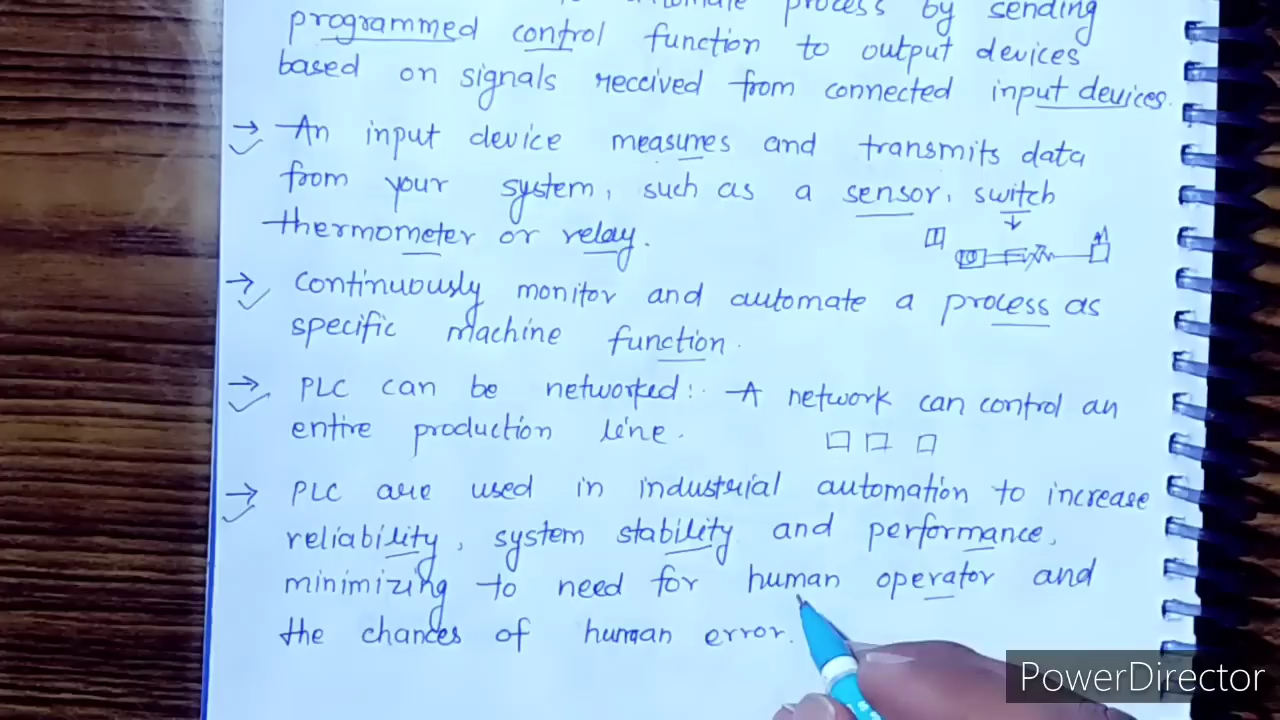 automate process by sending
programmed control function to output devices
based on signals received from connected input devices.
→ An input device measures and transmits data
from your system, such as a sensor, switch
thermometer or relay.
→ Continuously monitor and automate a process as
specific machine function.
→ PLC can be networked:- A network can control an
entire production line.
→ PLC are used in industrial automation to increase
reliability, system stability and performance,
minimizing to need for human operator and
the chances of human error.
PowerDirector